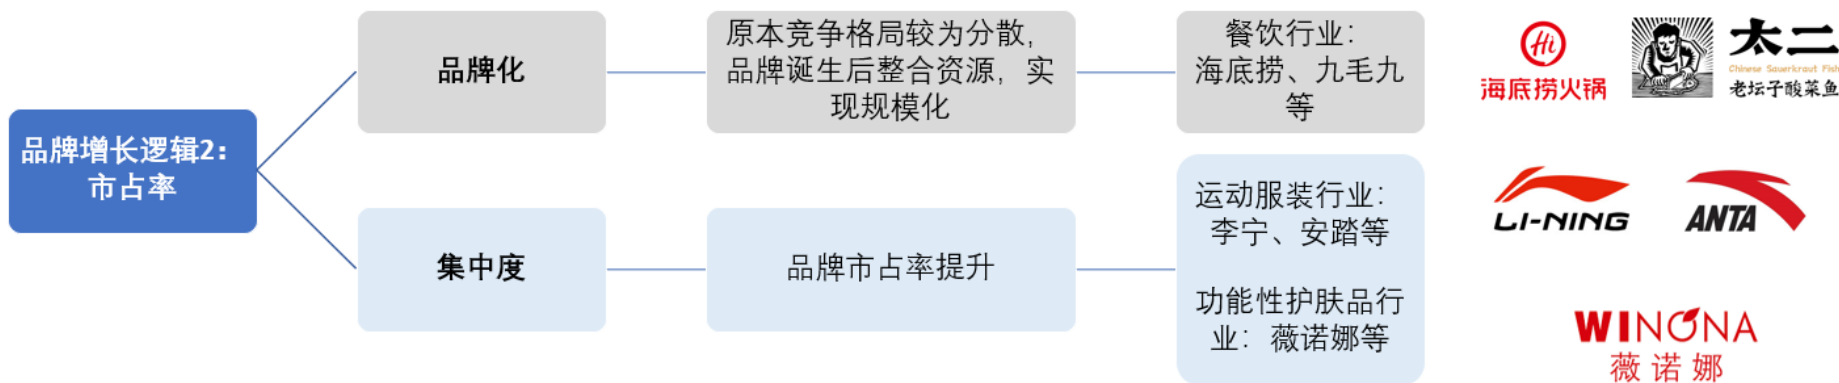 品牌增长逻辑2：
市占率
品牌化
原本竞争格局较为分散，
品牌诞生后整合资源，实
现规模化
餐饮行业：
海底捞、九毛九
等
Hi
海底捞火锅
太二
Chinese Sauerkraut Fish
老坛子酸菜鱼
集中度
品牌市占率提升
运动服装行业：
李宁、安踏等
功能性护肤品行
业：薇诺娜等
LI-NING
ANTA
WINONA
薇诺娜